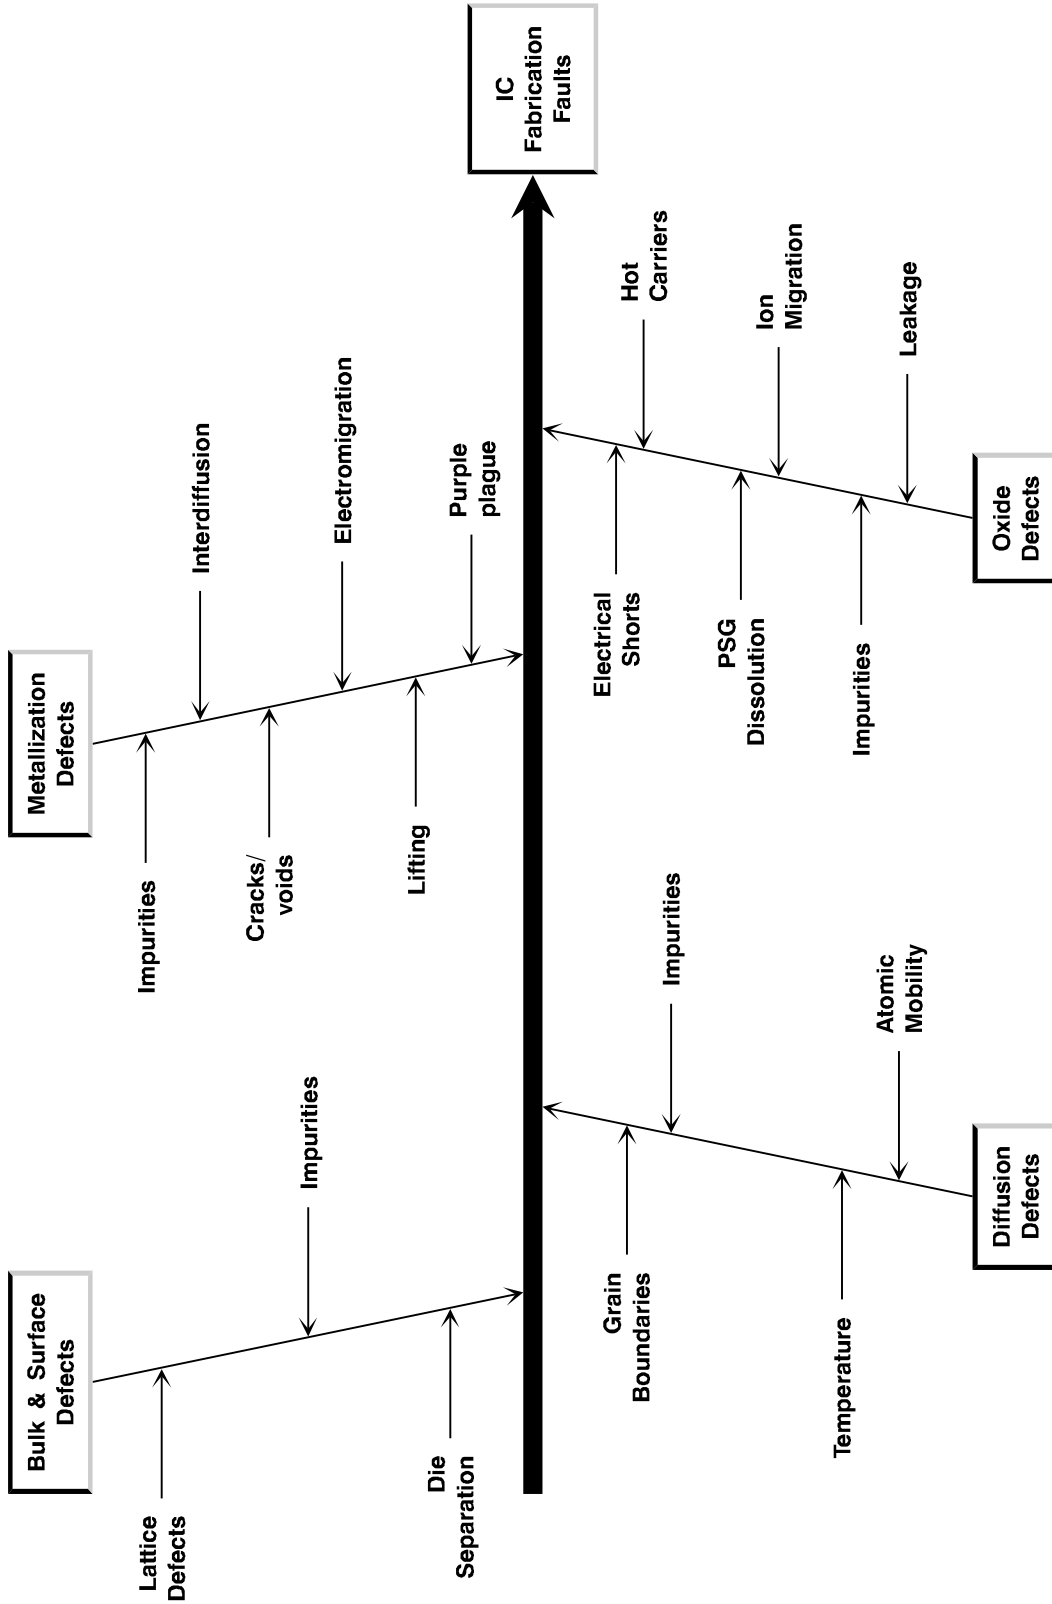 Bulk & Surface
Defects
Lattice
Defects
Impurities
Die
Separation
Metallization
Defects
Impurities
Interdiffusion
Cracks/
voids
Electromigration
Lifting
Purple
plague
IC
Fabrication
Faults
Grain
Boundaries
Impurities
Temperature
Atomic
Mobility
Diffusion
Defects
Electrical
Shorts
Hot
Carriers
PSG
Dissolution
Ion
Migration
Impurities
Leakage
Oxide
Defects